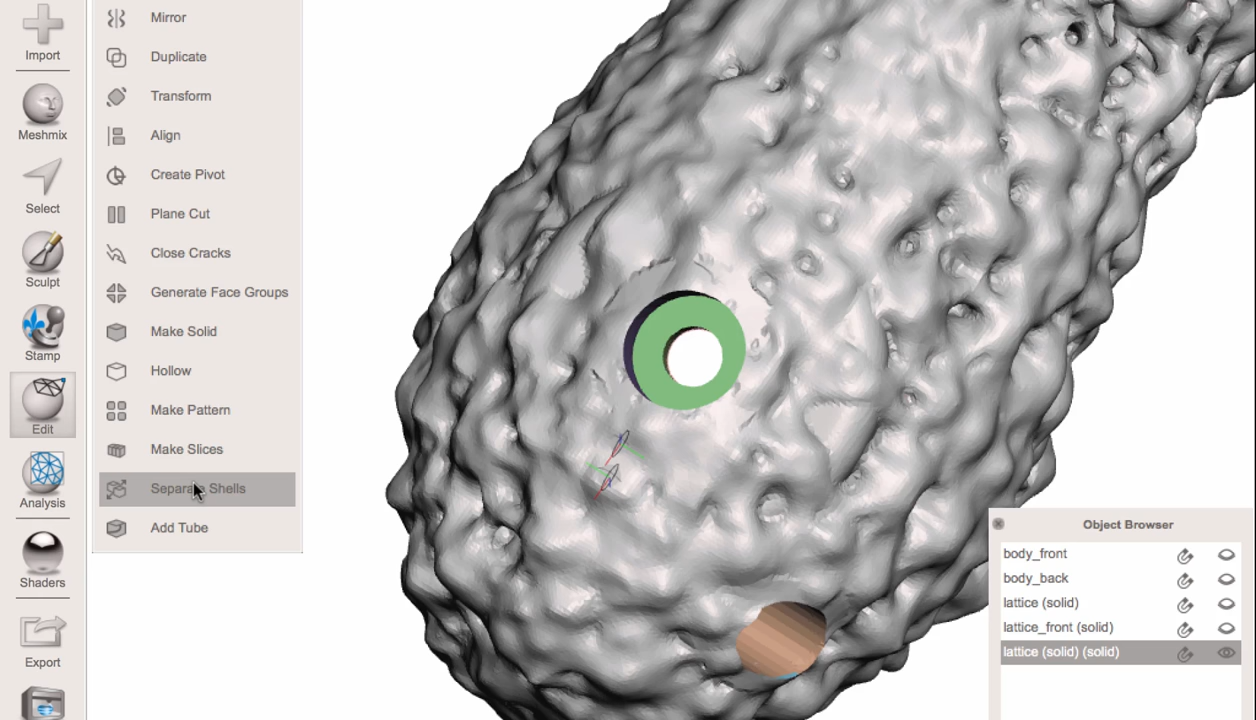 Import
Meshmix
Select
Sculpt
Stamp
Edit
Analysis
Shaders
Export
Mirror
Duplicate
Transform
Align
Create Pivot
Plane Cut
Close Cracks
Generate Face Groups
Make Solid
Hollow
Make Pattern
Make Slices
Separate Shells
Add Tube
Object Browser
body_front
body_back
lattice (solid)
lattice_front (solid)
lattice (solid) (solid)